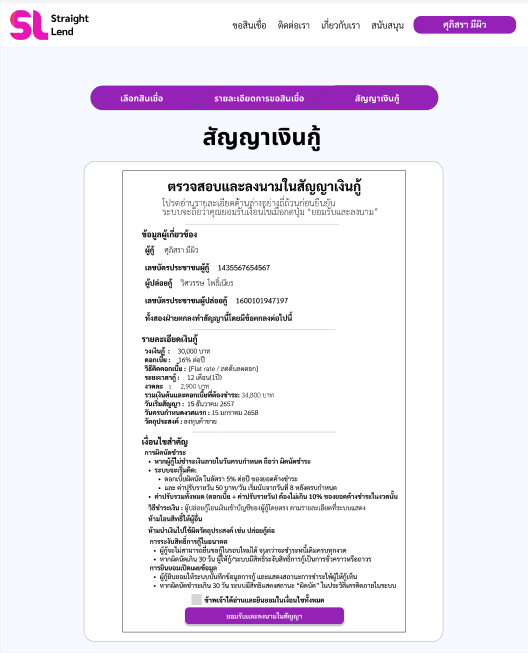 Straight
Lend
ขอสินเชื่อ ติดต่อเรา เกี่ยวกับเรา สนับสนุน ศุภิสรา มีผิว
เลือกสินเชื่อ รายละเอียดการขอสินเชื่อ สัญญาเงินกู้
สัญญาเงินกู้
ตรวจสอบและลงนามในสัญญาเงินกู้
โปรดอ่านรายละเอียดด้านล่างอย่างถี่ถ้วนก่อนยืนยัน
ระบบจะถือว่าคุณยอมรับเงื่อนไขเมื่อกดปุ่ม “ยอมรับและลงนาม”
ข้อมูลผู้เกี่ยวข้อง
ผู้กู้ ศุภิสรา มีผิว
เลขบัตรประชาชนผู้กู้ 1435567654567
ผู้ปล่อยกู้ วิศวรรษ โพธิ์เนียร
เลขบัตรประชาชนผู้ปล่อยกู้ 1600101947197
ทั้งสองฝ่ายตกลงทำสัญญานี้โดยมีข้อตกลงต่อไปนี้
รายละเอียดเงินกู้
วงเงินกู้ : 30,000 บาท
ดอกเบี้ย : 16% ต่อปี
วิธีคิดดอกเบี้ย : [Flat rate / ลดต้นลดดอก]
ระยะเวลากู้ : 12 เดือน(1ปี)
งวดละ : 2,900 บาท
รวมเงินต้นและดอกเบี้ยที่ต้องชำระ: 34,800 บาท
วันเริ่มสัญญา : 15 ธันวาคม 2657
วันครบกำหนดงวดแรก : 15 มกราคม 2658
วัตถุประสงค์ : ลงทุนค้าขาย
เงื่อนไขสำคัญ
การผิดนัดชำระ
• หากผู้กู้ไม่ชำระเงินภายในวันครบกำหนด ถือว่า ผิดนัดชำระ
• ระบบจะเริ่มคิด:
• ดอกเบี้ยผิดนัด ในอัตรา 5% ต่อปี ของยอดค้างชำระ
• และ ค่าปรับรายวัน 50 บาท/วัน เริ่มนับจากวันที่ 8 หลังครบกำหนด
• ค่าปรับรวมทั้งหมด (ดอกเบี้ย + ค่าปรับรายวัน) ต้องไม่เกิน 10% ของยอดค้างชำระในงวดนั้น
วิธีชำระเงิน : ผู้ปล่อยกู้โอนเงินเข้าบัญชีของผู้กู้โดยตรง ตามรายละเอียดที่ระบบแสดง
ห้ามโอนสิทธิ์ให้ผู้อื่น
ห้ามนำเงินไปใช้ผิดวัตถุประสงค์ เช่น ปล่อยกู้ต่อ
การระงับสิทธิ์การกู้ในอนาคต
• ผู้กู้จะไม่สามารถยื่นขอกู้ในรอบใหม่ได้ จนกว่าจะชำระหนี้เดิมครบทุกงวด
• หากผิดนัดเกิน 30 วัน ผู้ให้กู้/ระบบมีสิทธิ์ระงับสิทธิ์การกู้เป็นการชั่วคราวหรือถาวร
การยินยอมเปิดเผยข้อมูล
• ผู้กู้ยินยอมให้ระบบบันทึกข้อมูลการกู้ และแสดงสถานะการชำระให้ผู้ให้กู้เห็น
• หากผิดนัดชำระเกิน 30 วัน ระบบมีสิทธิ์แสดงสถานะ “ผิดนัด” ในประวัติเครดิตภายในระบบ
ข้าพเจ้าได้อ่านและยินยอมในเงื่อนไขทั้งหมด
ยอมรับและลงนามในสัญญา